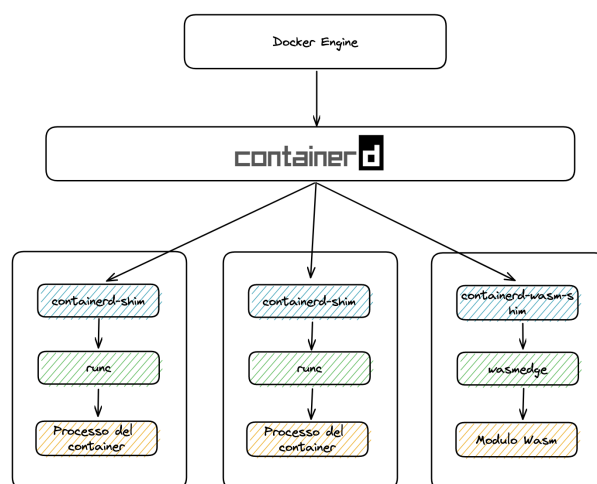 Docker Engine
containerd
containerd-shim
runc
Processo del
container
containerd-shim
runc
Processo del
container
containerd-wasm-s
him
wasmedge
Modulo Wasm